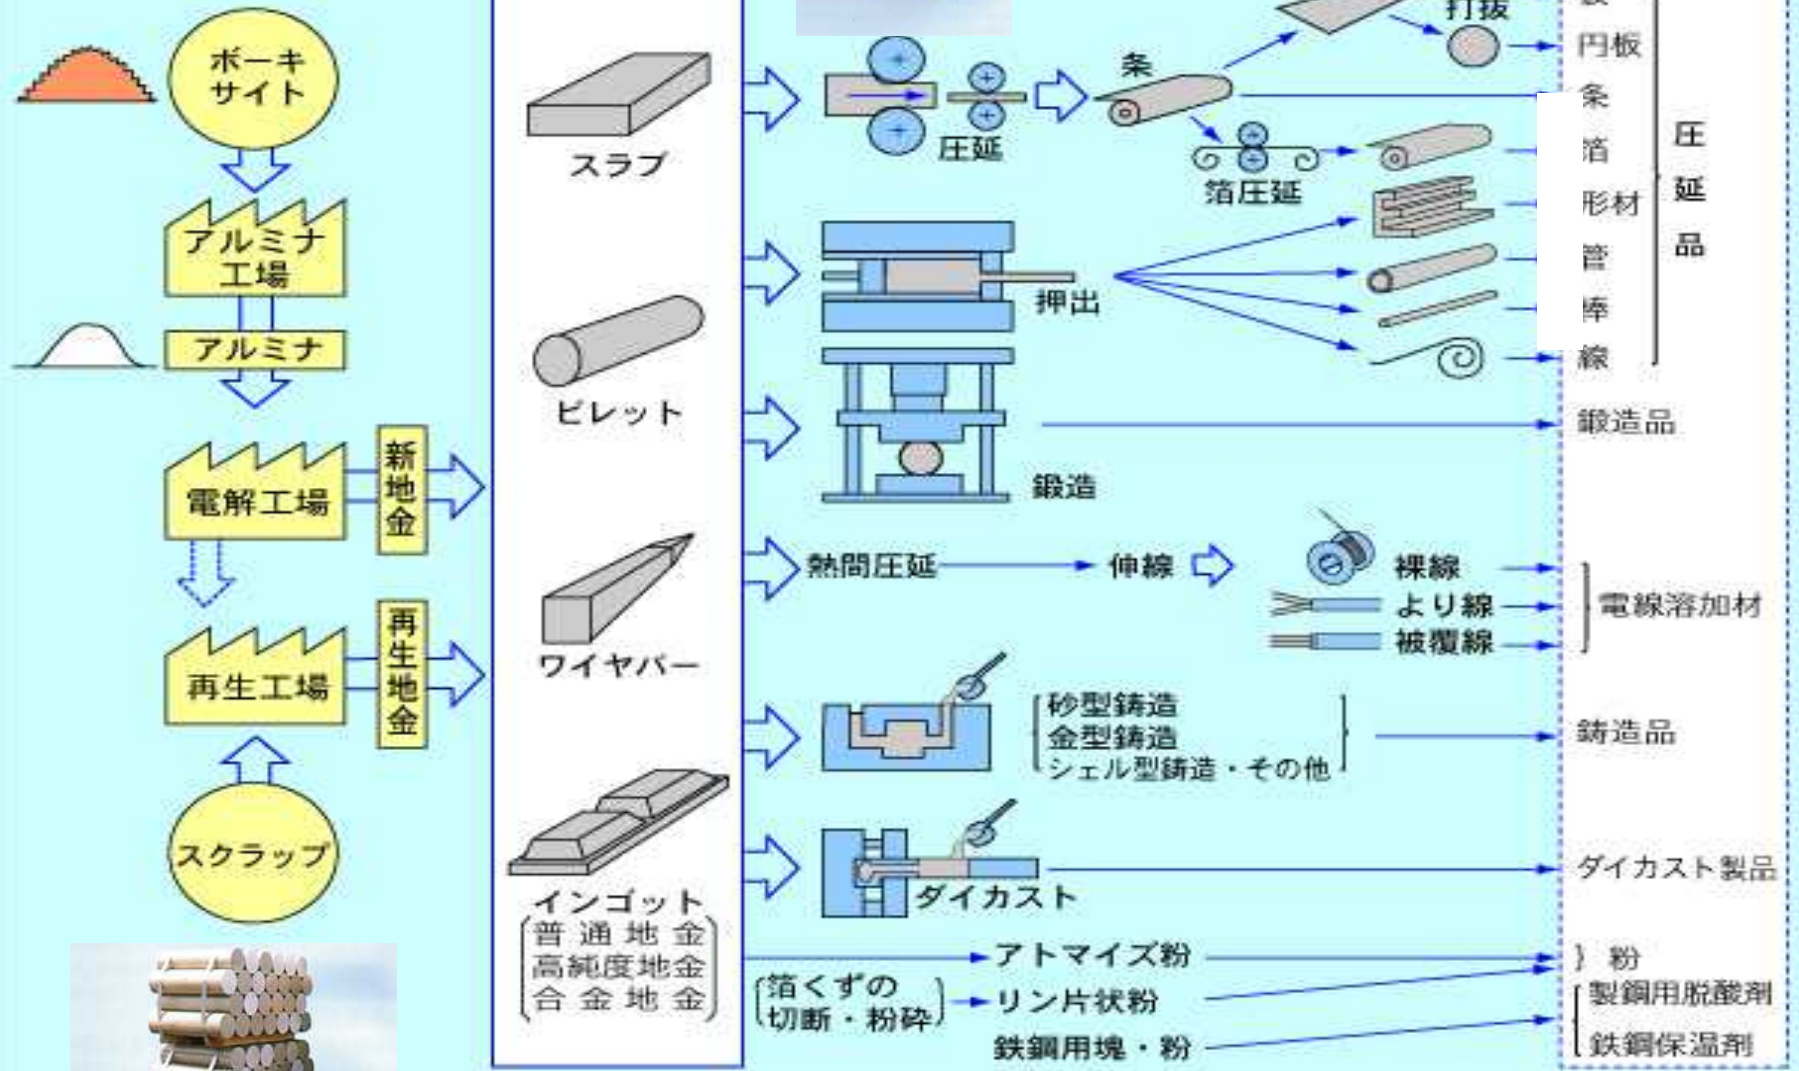 ボーキ
サイト
アルミナ
工場
アルミナ
電解工場
新地金
再生工場
再生地金
スクラップ
スラブ
ビレット
ワイヤバー
インゴット
普通地金
高純度地金
合金地金
圧延
条
打抜
箔圧延
押出
鍛造
熱間圧延
伸線
裸線
より線
被覆線
砂型鋳造
金型鋳造
シェル型鋳造・その他
ダイカスト
アトマイズ粉
箔くずの
切断・粉砕
リン片状粉
鉄鋼用塊・粉
円板
条
箔
形材
管
棒
線
圧延品
鍛造品
電線溶加材
鋳造品
ダイカスト製品
粉
製鋼用脱酸剤
鉄鋼保温剤